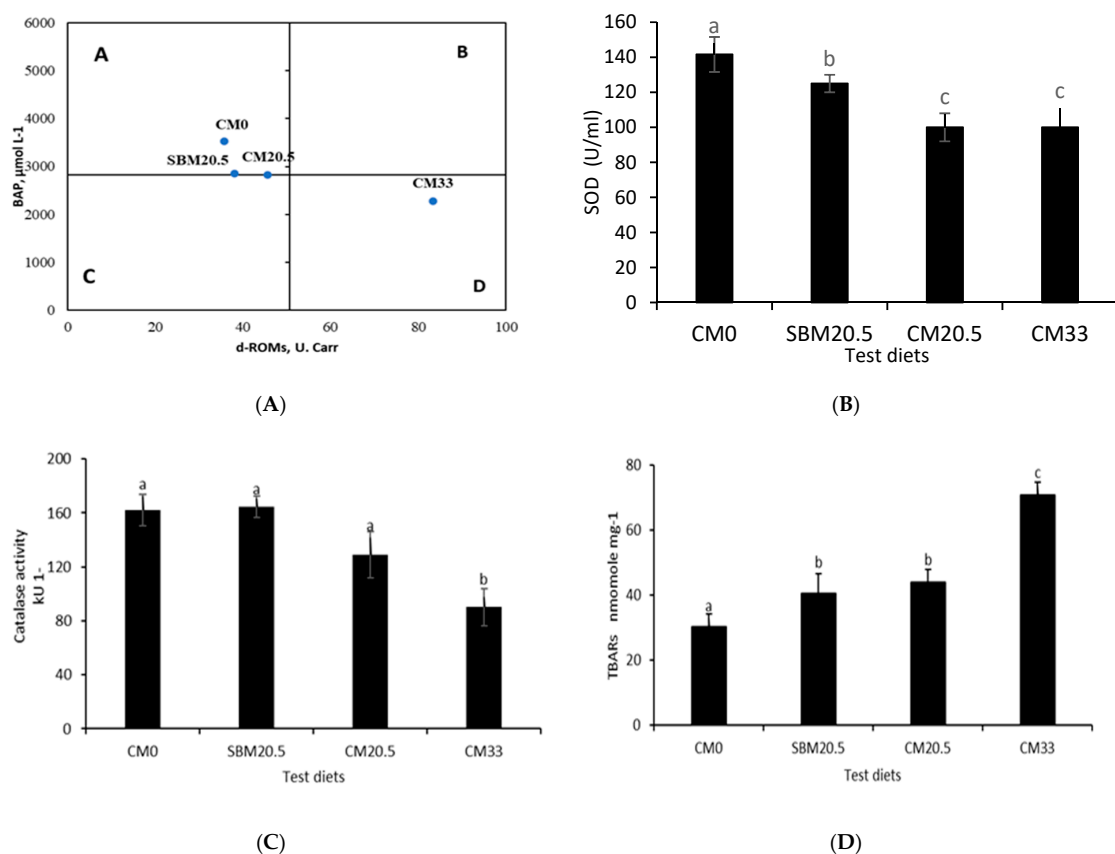 6000
5000
4000
3000
2000
1000
0
BAP, µmol L-1
A
B
CM0
SBM20.5
CM20.5
CM33
C
D
0 20 40 60 80 100
d-ROMs, U. Carr
(A)
160
140
120
100
80
60
40
20
0
SOD (U/ml)
a
b
c
c
CM0 SBM20.5 CM20.5 CM33
Test diets
(B)
200
160
120
80
40
0
Catalase activity
kU 1-
a
a
a
b
CM0 SBM20.5 CM20.5 CM33
Test diets
(C)
80
60
40
20
0
TBARs nmomole mg-1
a
b
b
c
CM0 SBM20.5 CM20.5 CM33
Test diets
(D)